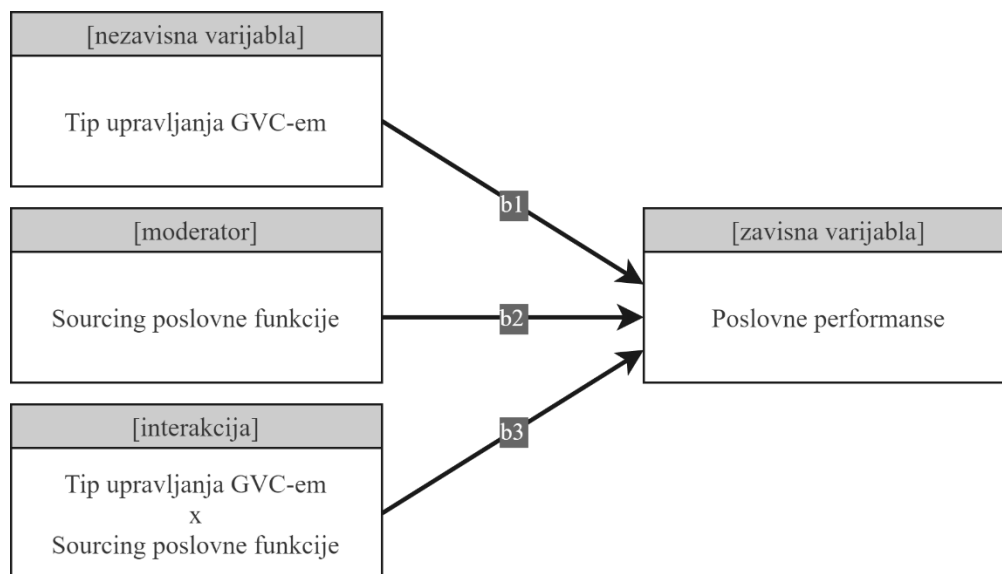 [nezavisna varijabla]
Tip upravljanja GVC-em
b1
[moderator]
Sourcing poslovne funkcije
b2
[zavisna varijabla]
Poslovne performanse
[interakcija]
Tip upravljanja GVC-em
x
Sourcing poslovne funkcije
b3